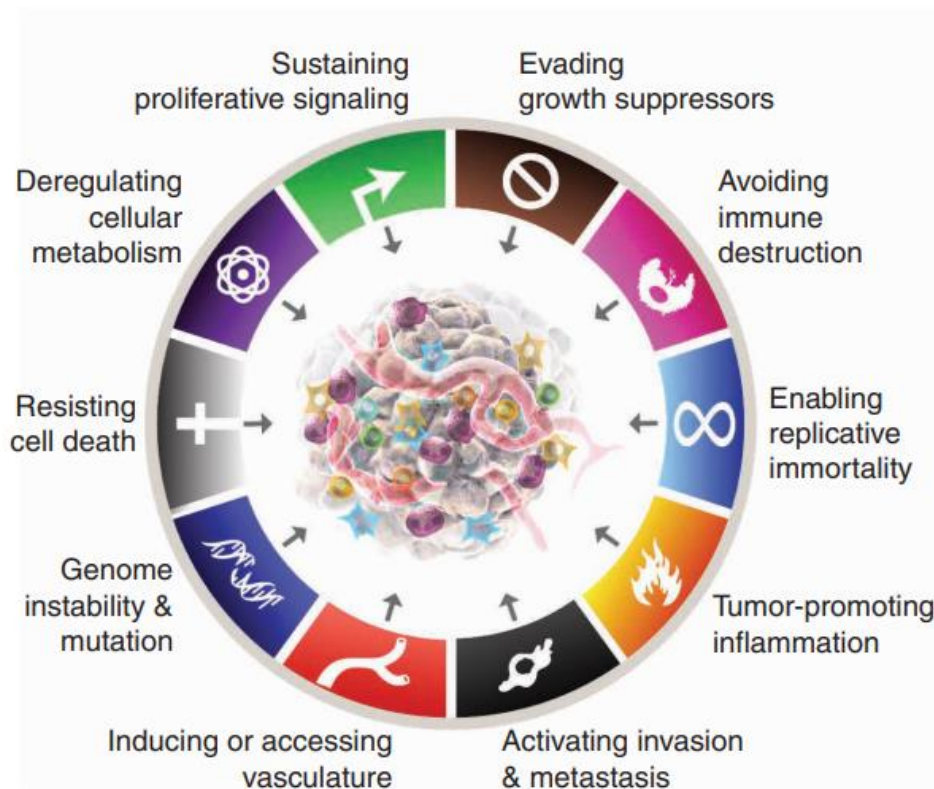 Sustaining
proliferative signaling
Evading
growth suppressors
Deregulating
cellular
metabolism
Avoiding
immune
destruction
Resisting
cell death
Enabling
replicative
immortality
Genome
instability &
mutation
Tumor-promoting
inflammation
Inducing or accessing
vasculature
Activating invasion
& metastasis